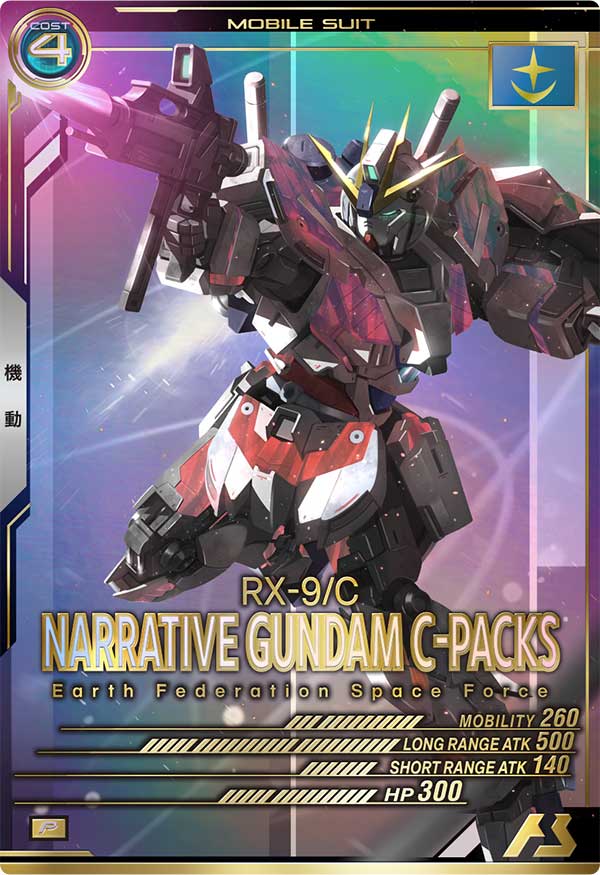 COST
4
MOBILE SUIT
機動
RX-9/C
NARRATIVE GUNDAM C-PACKS
Earth Federation Space Force
MOBILITY 260
LONG RANGE ATK 500
SHORT RANGE ATK 140
HP 300
P
AB